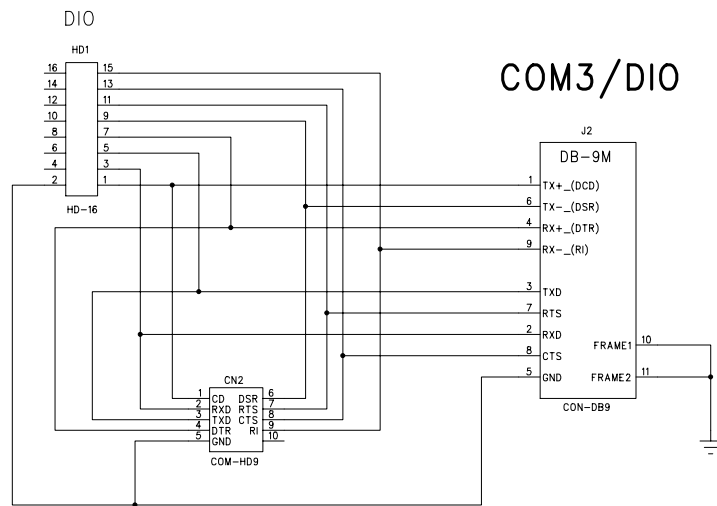 DIO
HD1
16 15
14 13
12 11
10 9
8 7
6 5
4 3
2 1
HD-16
COM3/DIO
J2
DB-9M
1 TX+_(DCD)
6 TX-_(DSR)
4 RX+_(DTR)
9 RX-_(RI)
3 TXD
7 RTS
2 RXD
8 CTS
5 GND
FRAME1 10
FRAME2 11
CON-DB9
CN2
1 CD DSR 6
2 RXD RTS 7
3 TXD CTS 8
4 DTR RI 9
5 GND 10
COM-HD9